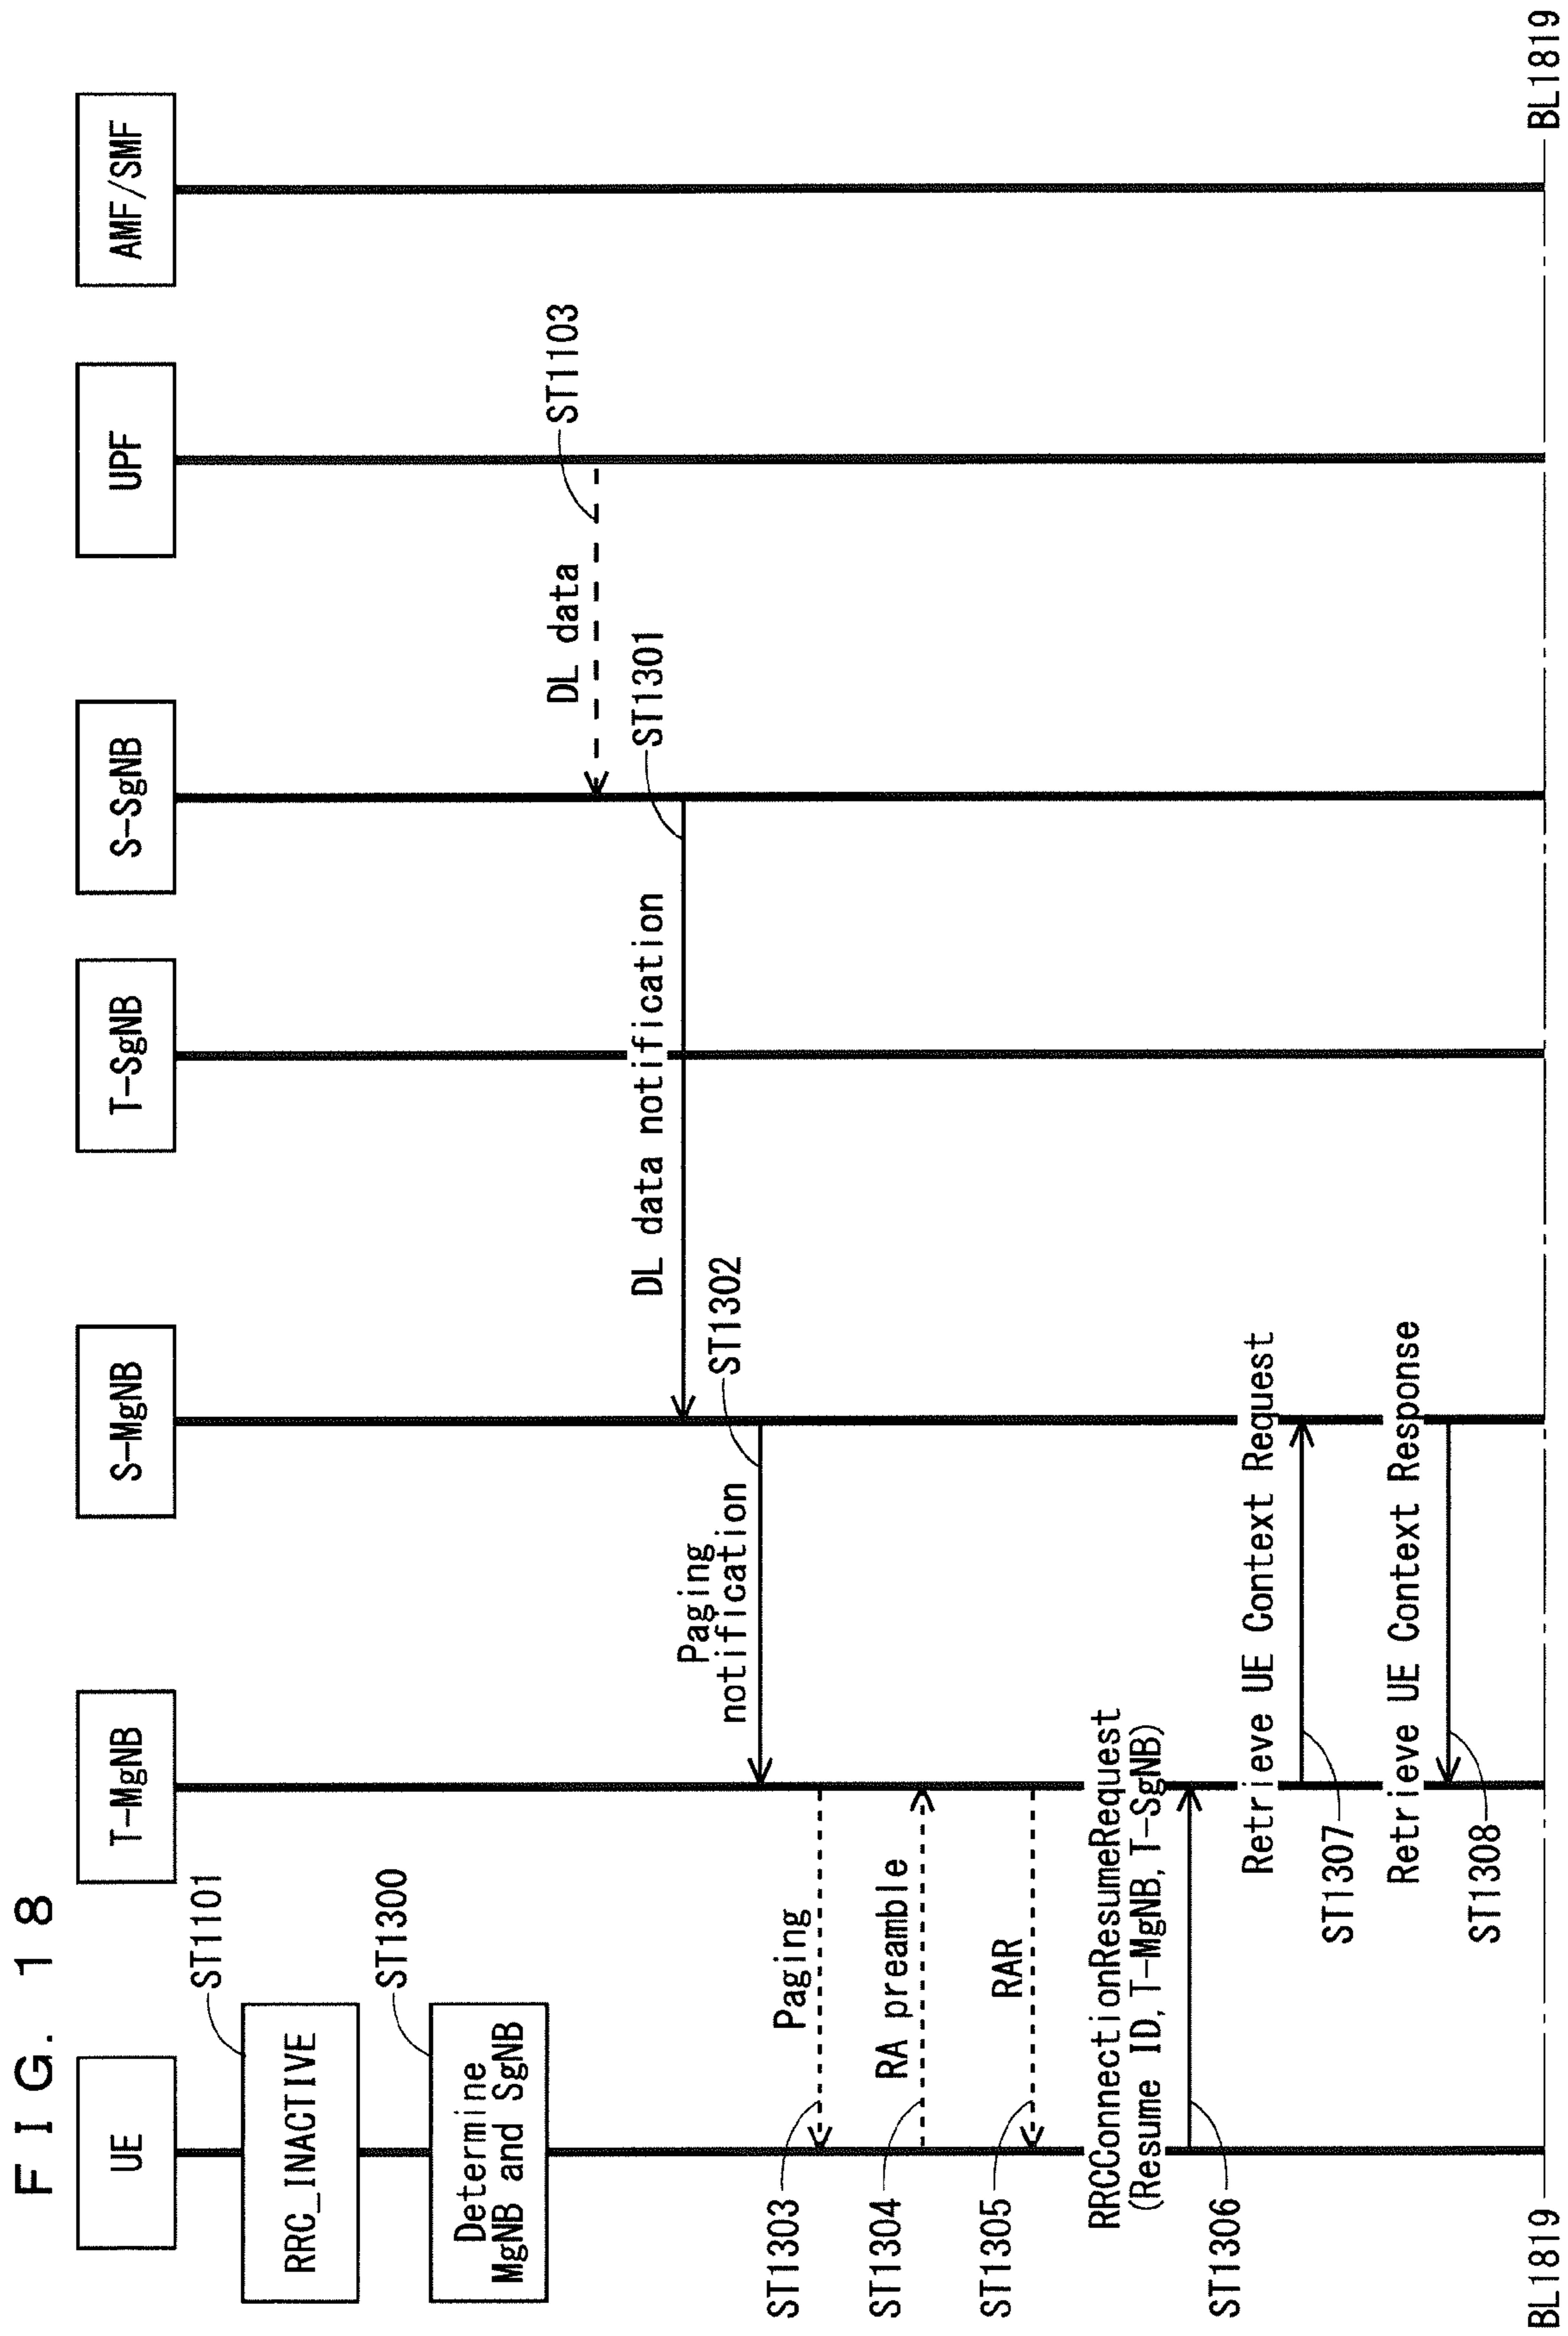 FIG. 18
UE
T-MgNB
S-MgNB
T-SgNB
S-SgNB
UPF
AMF/SMF
ST1101
RRC_INACTIVE
ST1300
Determine
MgNB and SgNB
DL data
ST1103
DL data notification
ST1301
Paging
notification
ST1302
ST1303
Paging
ST1304
RA preamble
ST1305
RAR
RRCConnectionResumeRequest
(Resume ID, T-MgNB, T-SgNB)
ST1306
Retrieve UE Context Request
ST1307
Retrieve UE Context Response
ST1308
BL1819
BL1819